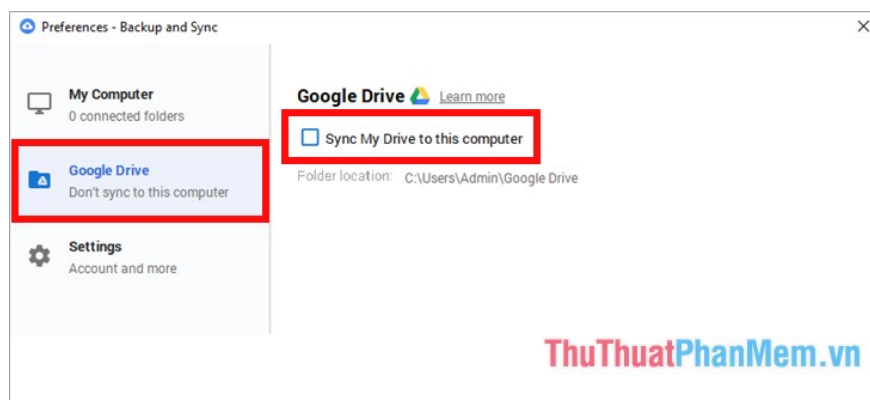 Preferences - Backup and Sync
My Computer
0 connected folders
Google Drive
Don't sync to this computer
Settings
Account and more
Google Drive Learn more
Sync My Drive to this computer
Folder location: C:\Users\Admin\Google Drive
ThuThuatPhanMem.vn